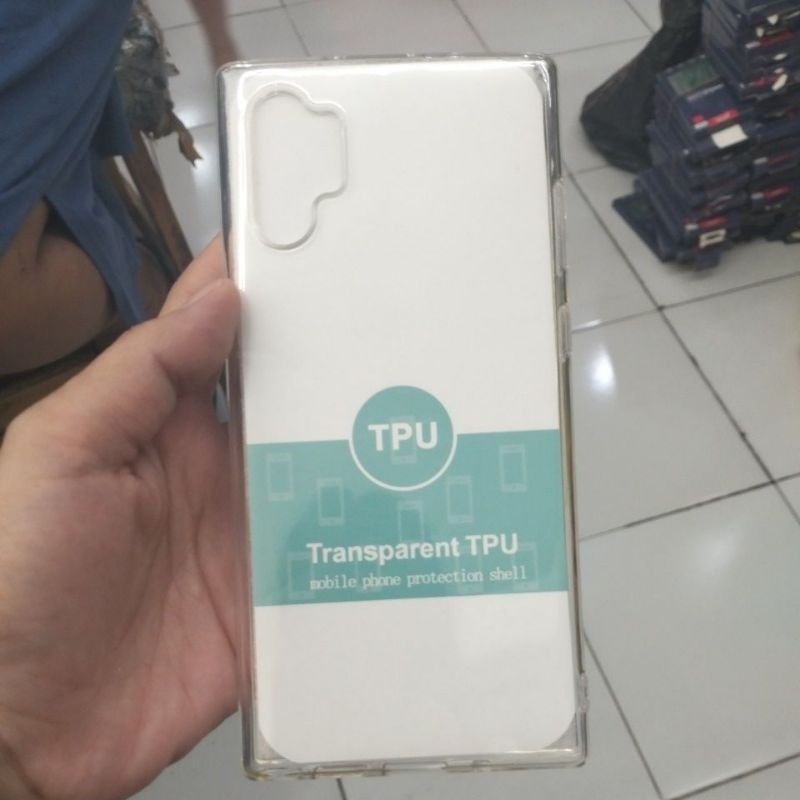 TPU
Transparent TPU
mobile phone protection shell